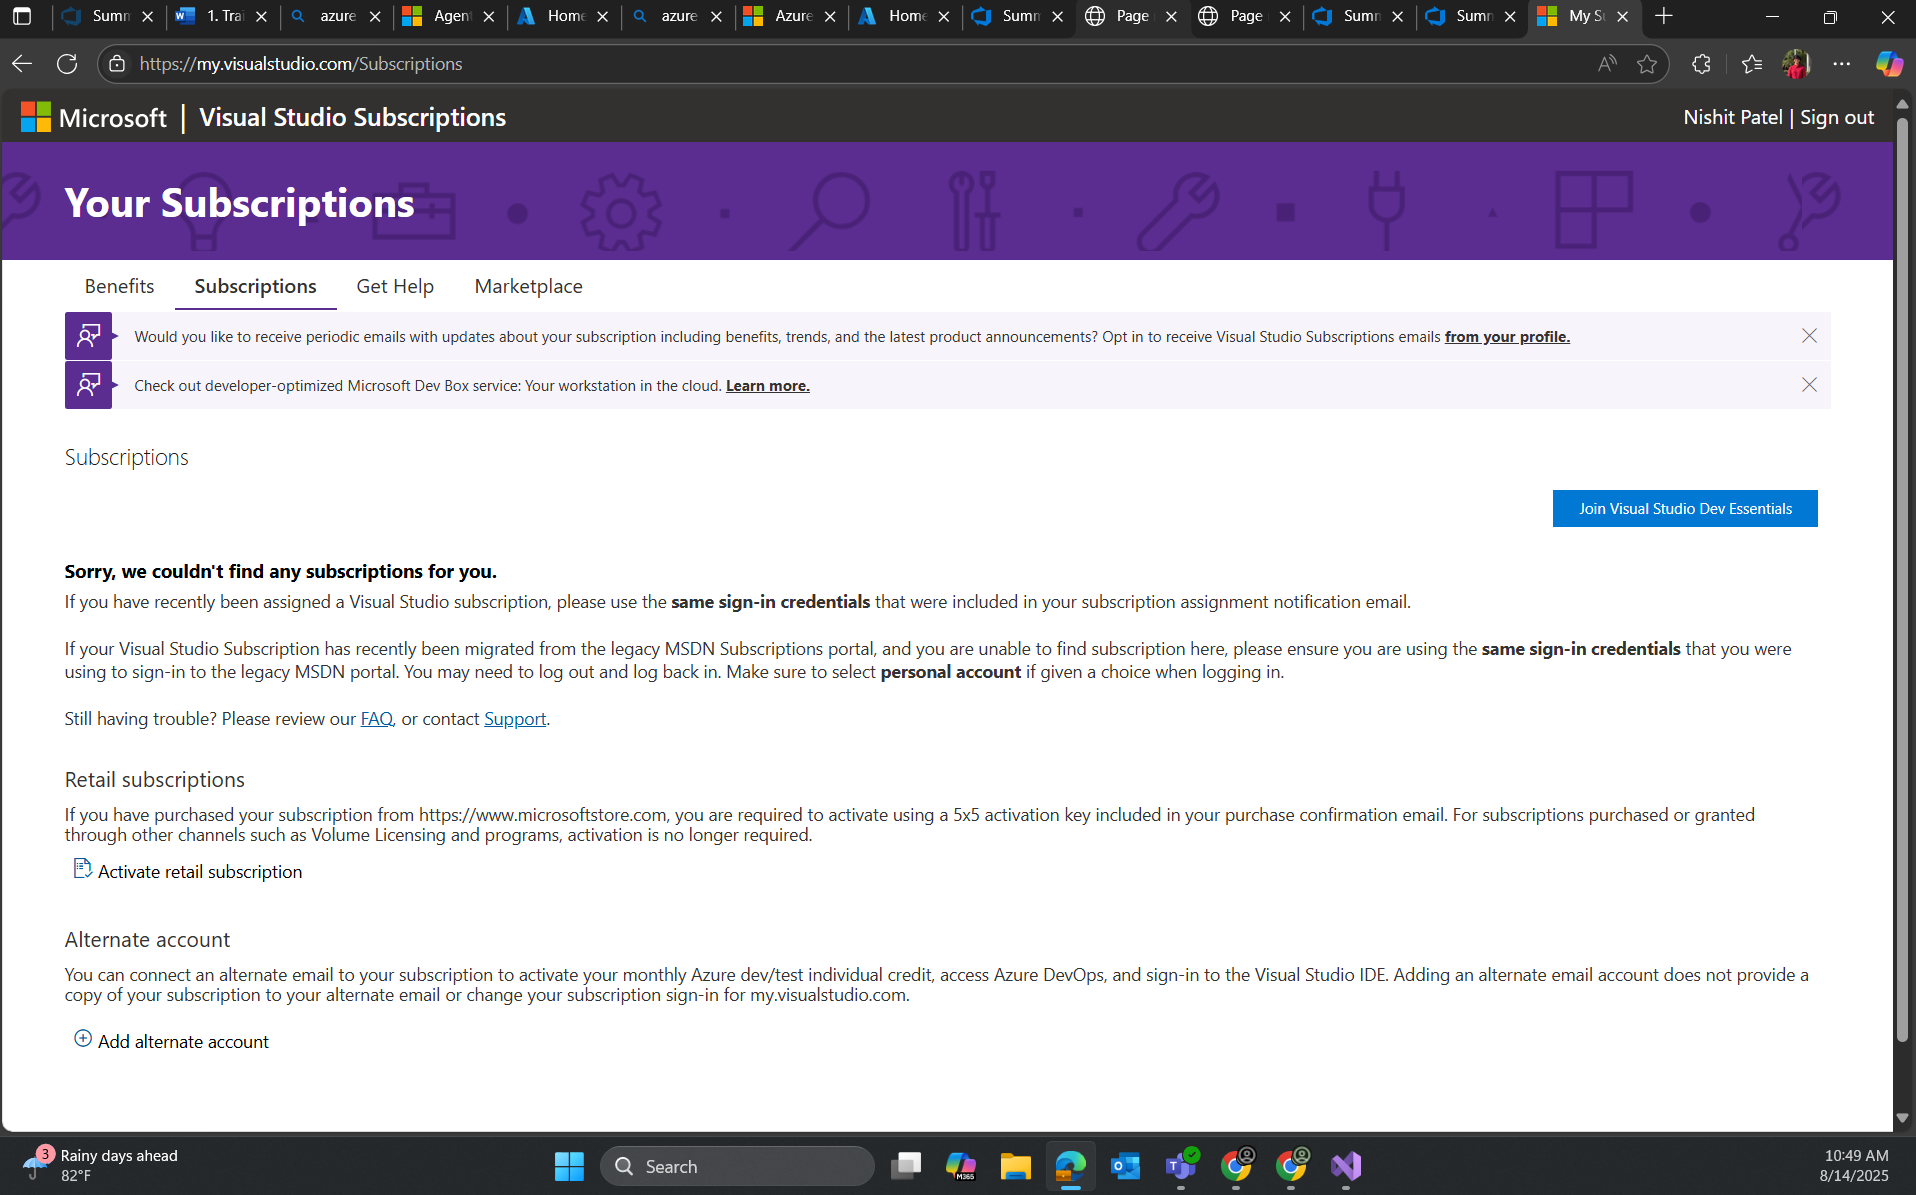 Summ
1. Trai
azure
Agen
Home
azure
Azure
Home
Summ
Page
Page
Summ
Summ
My Su
https://my.visualstudio.com/Subscriptions
Microsoft | Visual Studio Subscriptions
Nishit Patel | Sign out
Your Subscriptions
Benefits
Subscriptions
Get Help
Marketplace
Would you like to receive periodic emails with updates about your subscription including benefits, trends, and the latest product announcements? Opt in to receive Visual Studio Subscriptions emails from your profile.
Check out developer-optimized Microsoft Dev Box service: Your workstation in the cloud. Learn more.
Subscriptions
Join Visual Studio Dev Essentials
Sorry, we couldn't find any subscriptions for you.
If you have recently been assigned a Visual Studio subscription, please use the same sign-in credentials that were included in your subscription assignment notification email.
If your Visual Studio Subscription has recently been migrated from the legacy MSDN Subscriptions portal, and you are unable to find subscription here, please ensure you are using the same sign-in credentials that you were
using to sign-in to the legacy MSDN portal. You may need to log out and log back in. Make sure to select personal account if given a choice when logging in.
Still having trouble? Please review our FAQ, or contact Support.
Retail subscriptions
If you have purchased your subscription from https://www.microsoftstore.com, you are required to activate using a 5x5 activation key included in your purchase confirmation email. For subscriptions purchased or granted
through other channels such as Volume Licensing and programs, activation is no longer required.
Activate retail subscription
Alternate account
You can connect an alternate email to your subscription to activate your monthly Azure dev/test individual credit, access Azure DevOps, and sign-in to the Visual Studio IDE. Adding an alternate email account does not provide a
copy of your subscription to your alternate email or change your subscription sign-in for my.visualstudio.com.
Add alternate account
3
Rainy days ahead
82°F
Search
M365
10:49 AM
8/14/2025